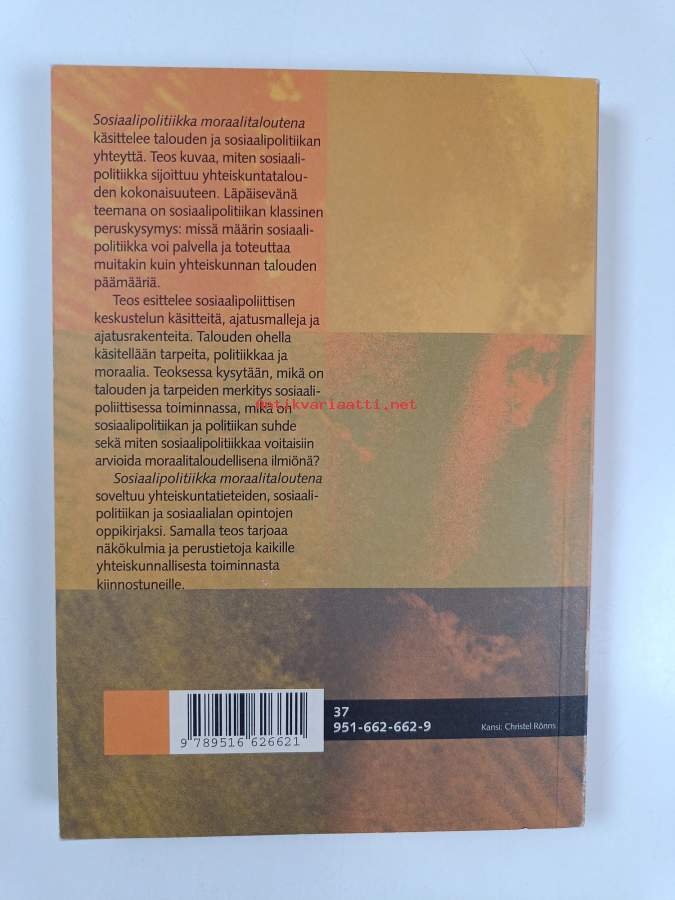 Sosiaalipolitiikka moraalitaloutena
käsittelee talouden ja sosiaalipolitiikan
yhteyttä. Teos kuvaa, miten sosiaali-
politiikka sijoittuu yhteiskuntatalou-
den kokonaisuuteen. Läpäisevänä
teemana on sosiaalipolitiikan klassinen
peruskysymys: missä määrin sosiaali-
politiikka voi palvella ja toteuttaa
muitakin kuin yhteiskunnan talouden
päämääriä.
Teos esittelee sosiaalipoliittisen
keskustelun käsitteitä, ajatusmalleja ja
ajatusrakenteita. Talouden ohella
käsitellään tarpeita, politiikkaa ja
moraalia. Teoksessa kysytään, mikä on
talouden ja tarpeiden merkitys sosiaali-
poliittisessa toiminnassa, mikä on
sosiaalipolitiikan ja politiikan suhde
sekä miten sosiaalipolitiikkaa voitaisiin
arvioida moraalitaloudellisena ilmiönä?
Sosiaalipolitiikka moraalitaloutena
soveltuu yhteiskuntatieteiden, sosiaali-
politiikan ja sosiaalialan opintojen
oppikirjaksi. Samalla teos tarjoaa
näkökulmia ja perustietoja kaikille
yhteiskunnallisesta toiminnasta
kiinnostuneille.
antikvariaatti.net
37
951-662-662-9
Kansi: Christel Rönns
9 789516 626621